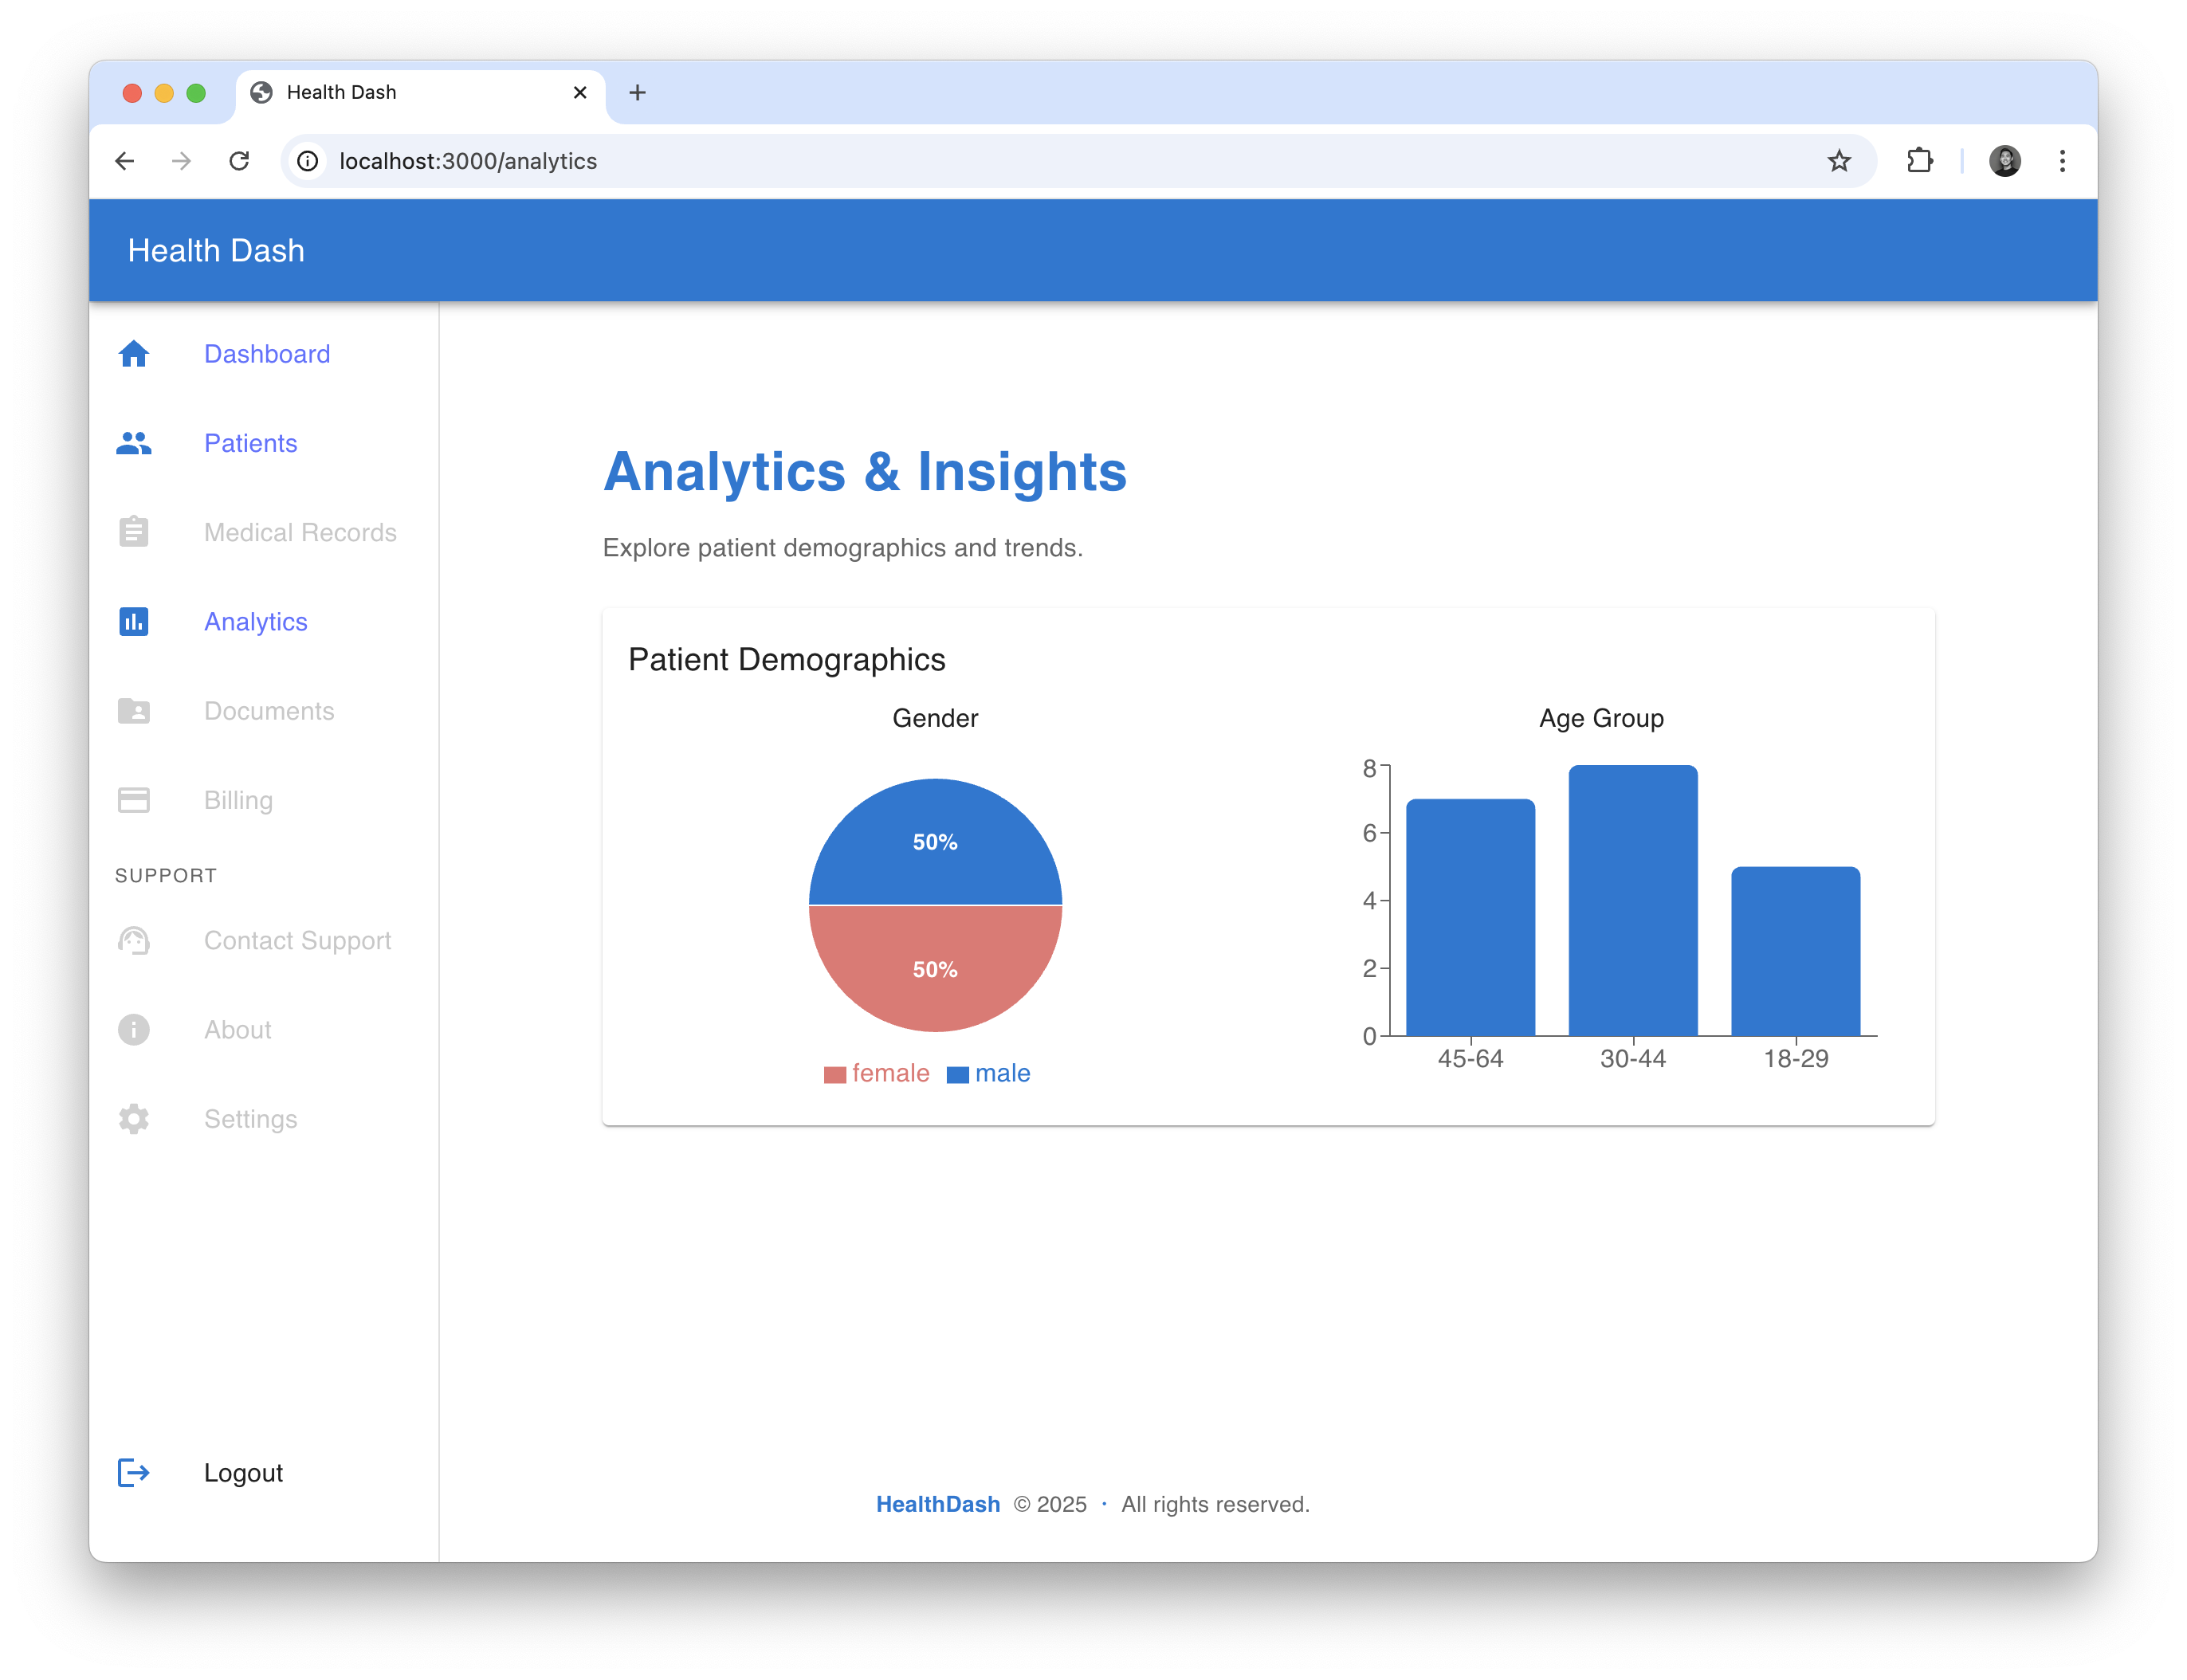 Health Dash
localhost:3000/analytics
Health Dash
Dashboard
Patients
Medical Records
Analytics
Documents
Billing
SUPPORT
Contact Support
About
Settings
Logout
Analytics & Insights
Explore patient demographics and trends.
Patient Demographics
Gender
50%
50%
female male
Age Group
8
6
4
2
0
45-64 30-44 18-29
HealthDash © 2025 · All rights reserved.